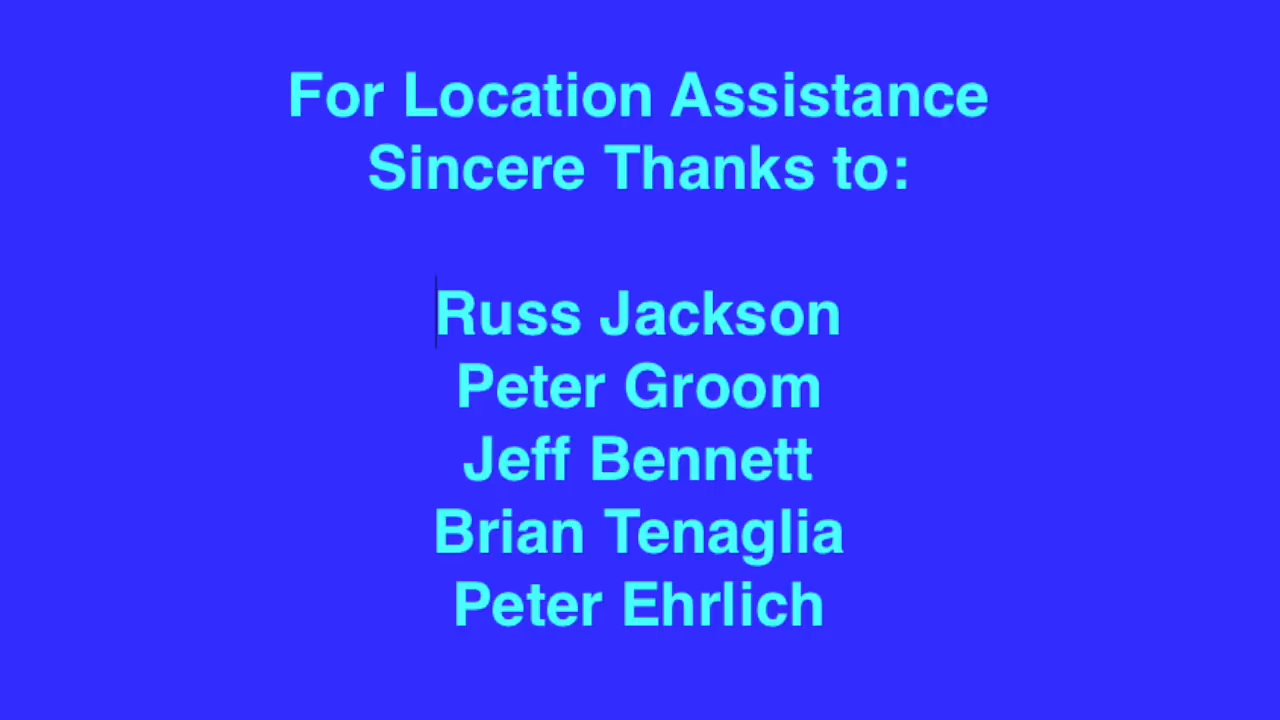 For Location Assistance
Sincere Thanks to:
Russ Jackson
Peter Groom
Jeff Bennett
Brian Tenaglia
Peter Ehrlich